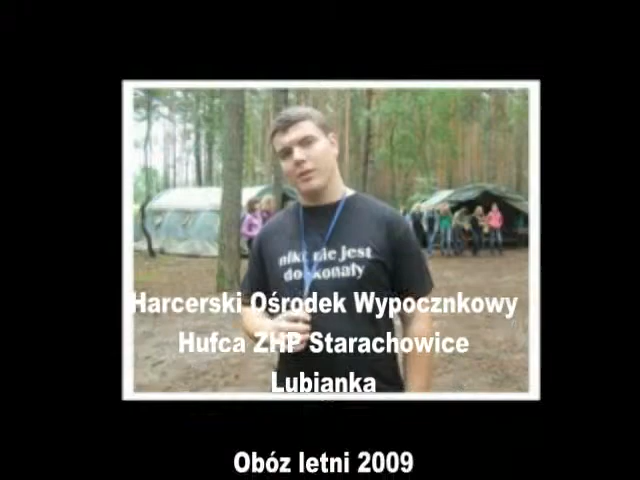 nikt nie jest
doskonały
Harcerski Ośrodek Wypocznkowy
Hufca ZHP Starachowice
Lubianka
Obóz letni 2009